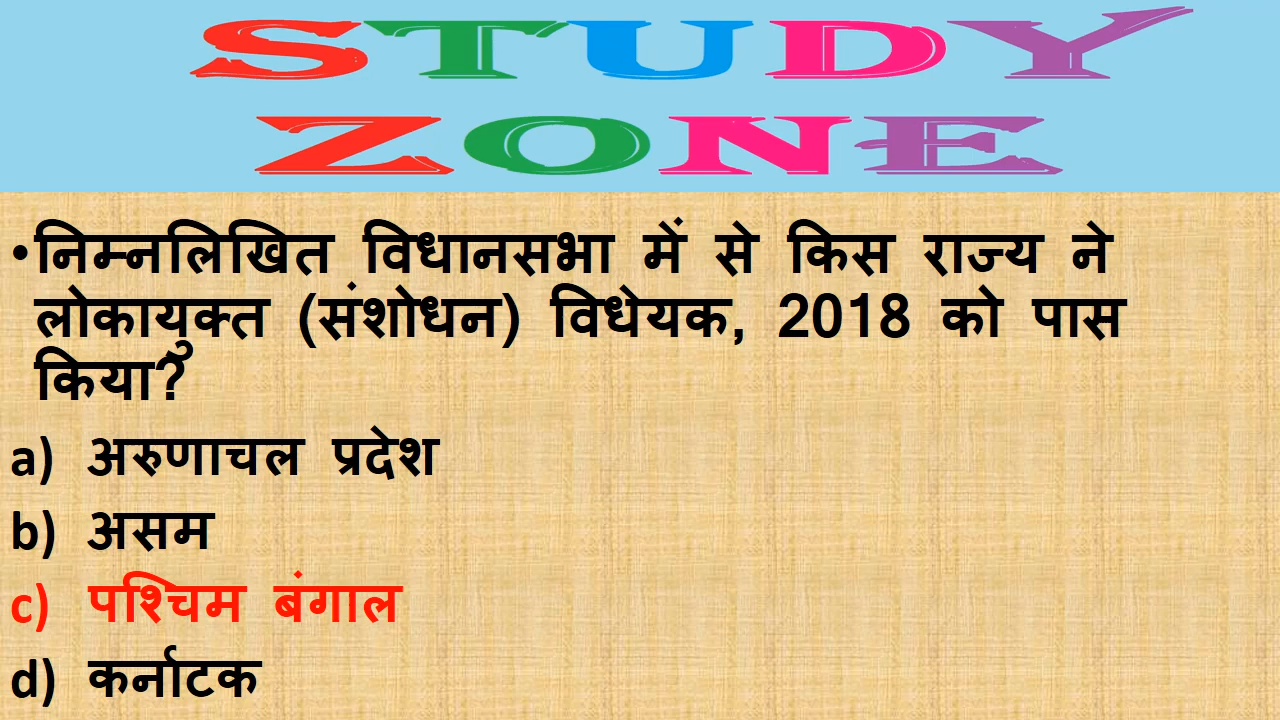 STUDY
ZONE
•निम्नलिखित विधानसभा में से किस राज्य ने
लोकायुक्त (संशोधन) विधेयक, 2018 को पास
किया?
a) अरुणाचल प्रदेश
b) असम
c) पश्चिम बंगाल
d) कर्नाटक